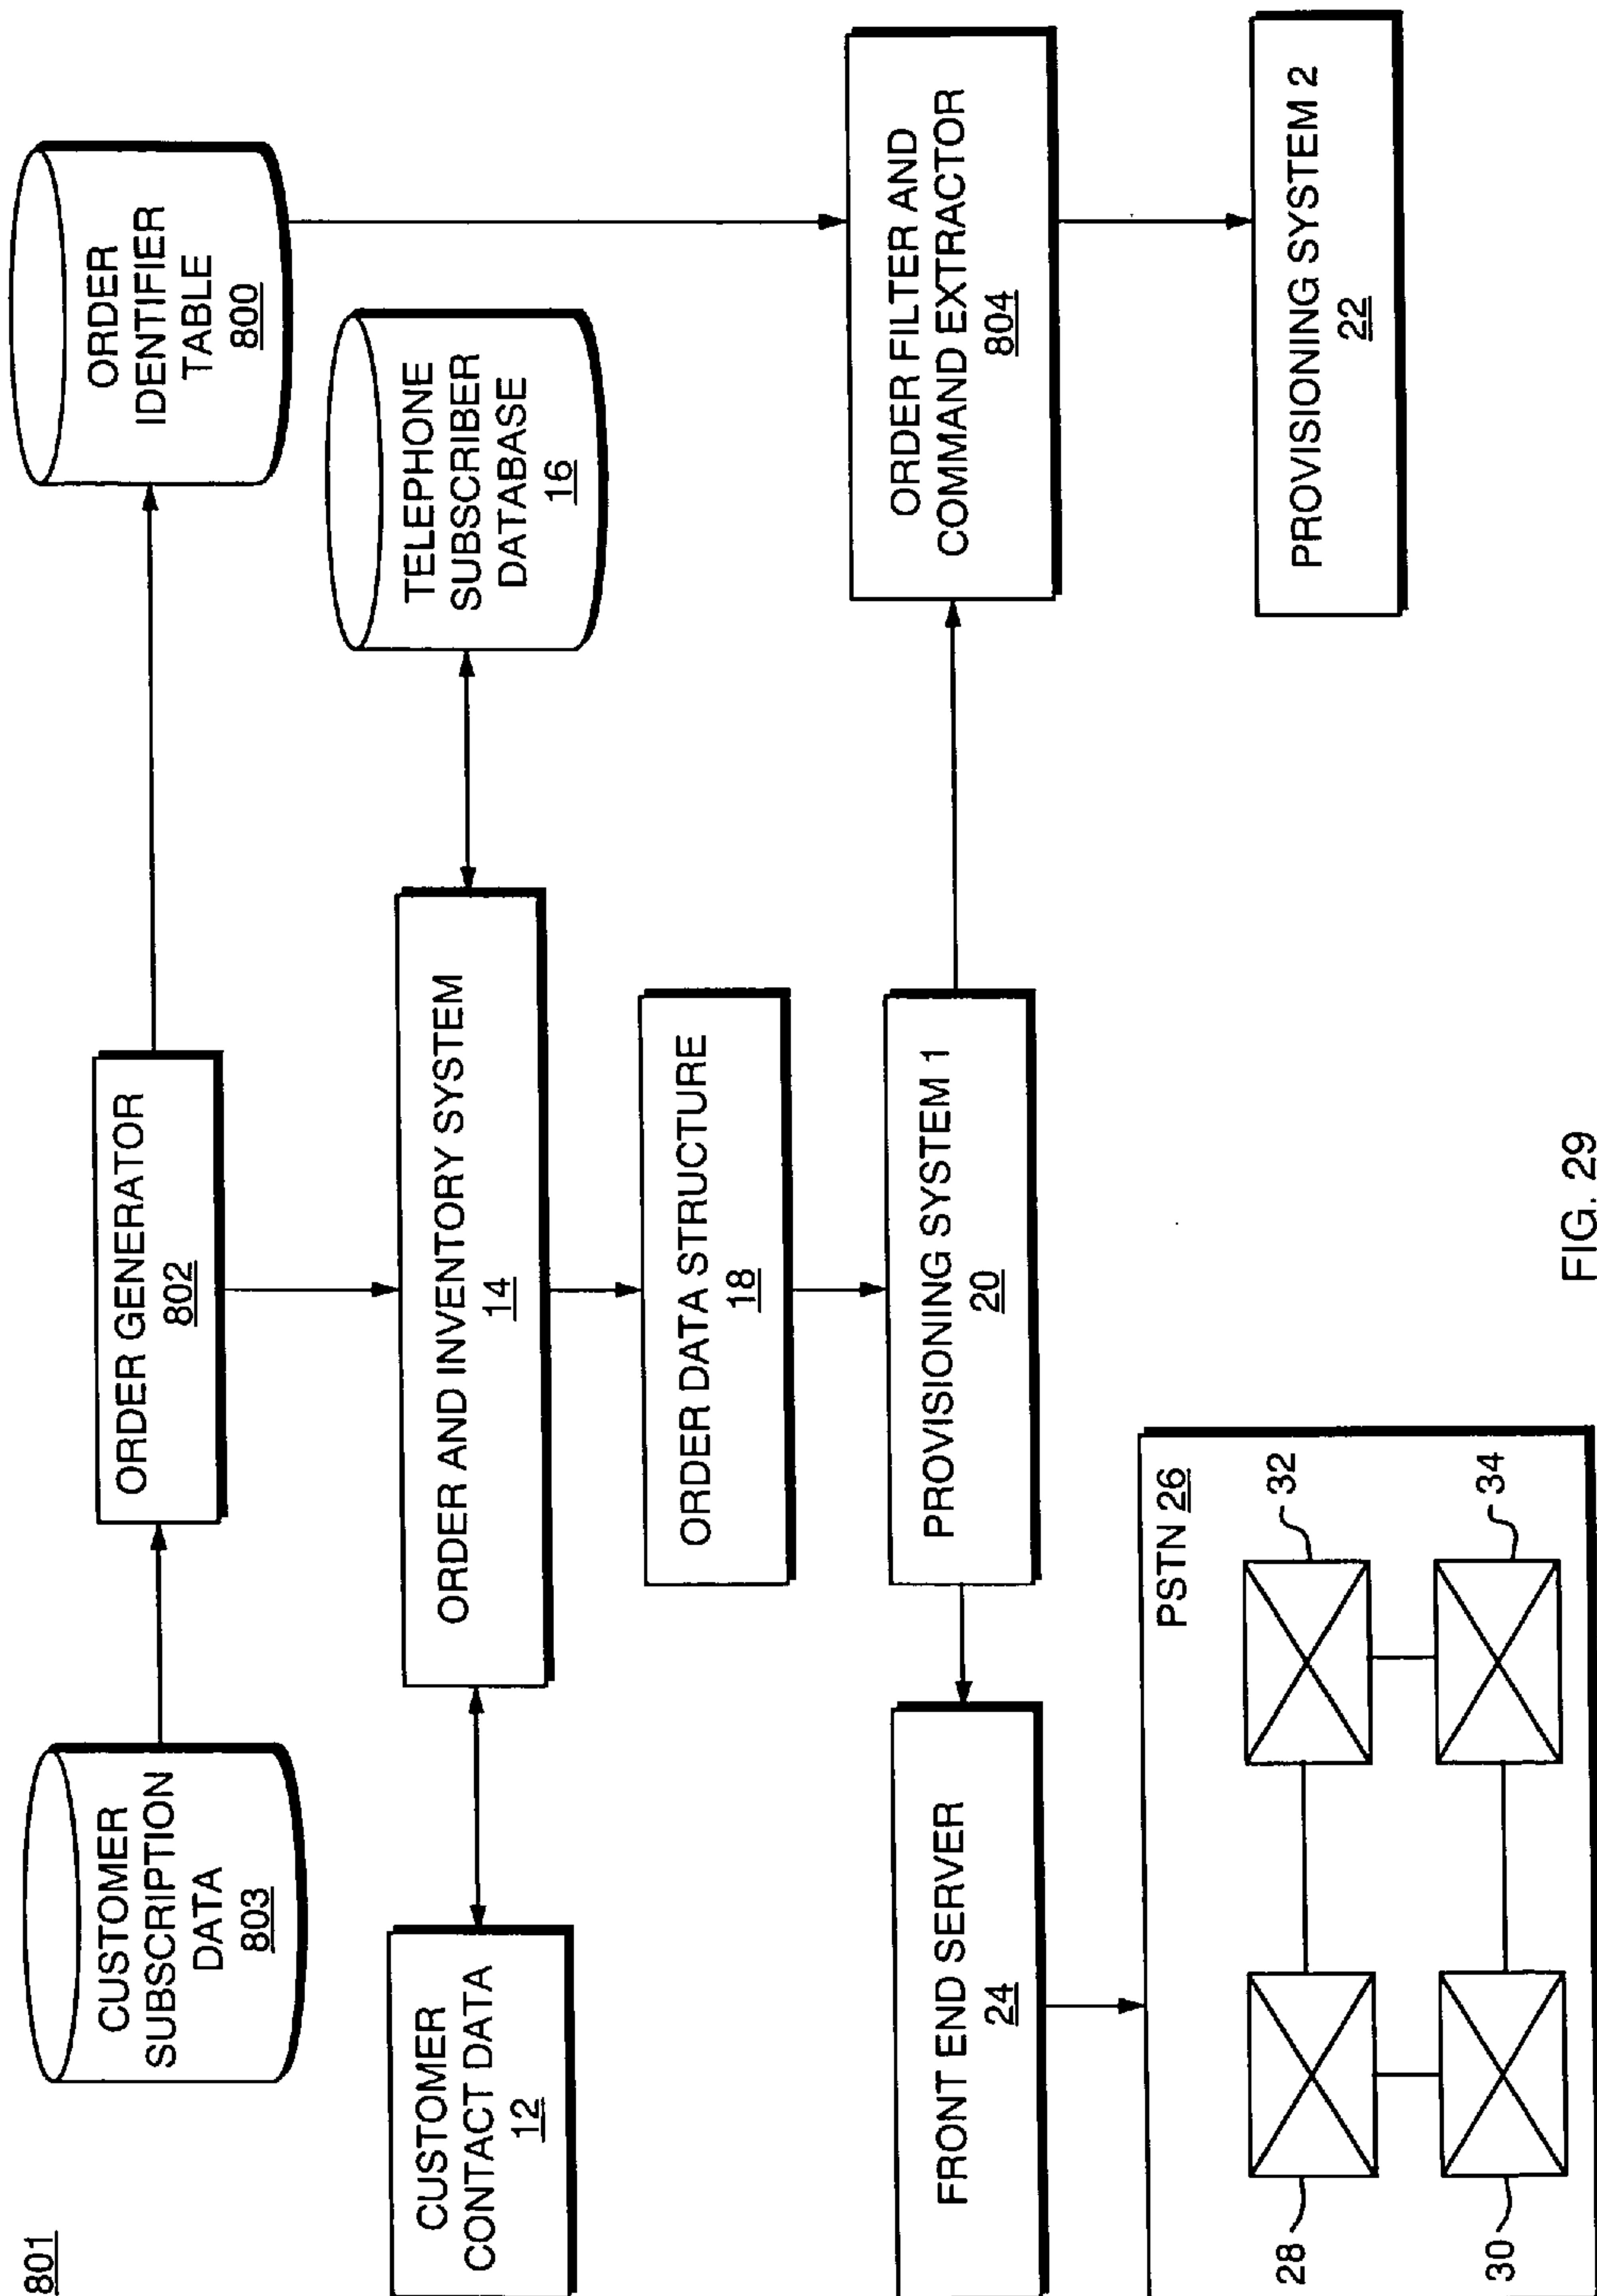 801
CUSTOMER
SUBSCRIPTION
DATA
803
ORDER GENERATOR
802
ORDER
IDENTIFIER
TABLE
800
CUSTOMER
CONTACT DATA
12
ORDER AND INVENTORY SYSTEM
14
TELEPHONE
SUBSCRIBER
DATABASE
16
ORDER DATA STRUCTURE
18
FRONT END SERVER
24
PROVISIONING SYSTEM 1
20
ORDER FILTER AND
COMMAND EXTRACTOR
804
PROVISIONING SYSTEM 2
22
PSTN 26
28
32
30
34
FIG. 29